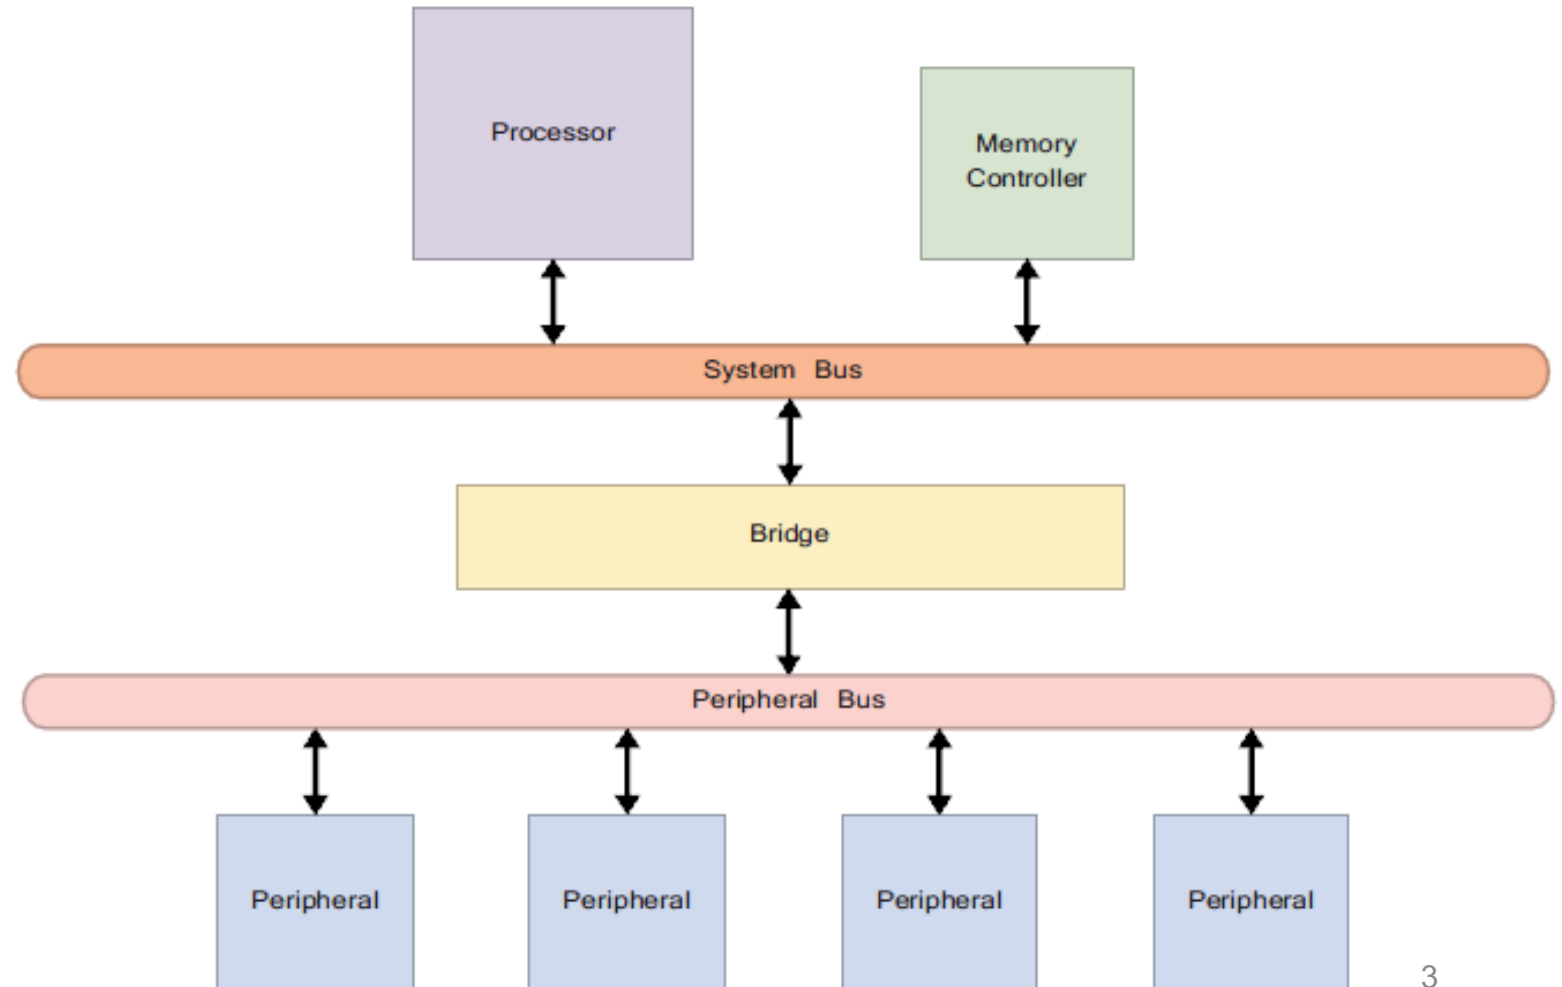 Processor
Memory
Controller
System Bus
Bridge
Peripheral Bus
Peripheral
Peripheral
Peripheral
Peripheral
3